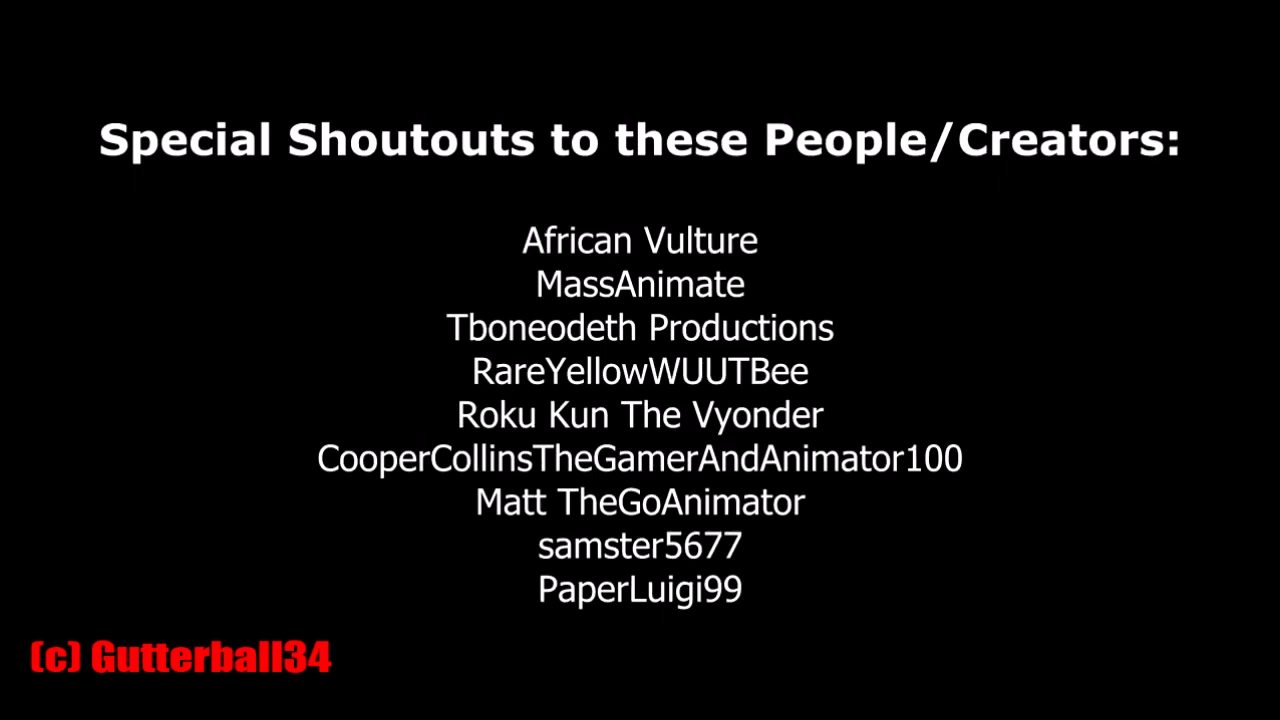 Special Shoutouts to these People/Creators:
African Vulture
MassAnimate
Tboneodeth Productions
RareYellowWUUTBee
Roku Kun The Vyonder
CooperCollinsTheGamerAndAnimator100
Matt TheGoAnimator
samster5677
PaperLuigi99
(c) Gutterball34